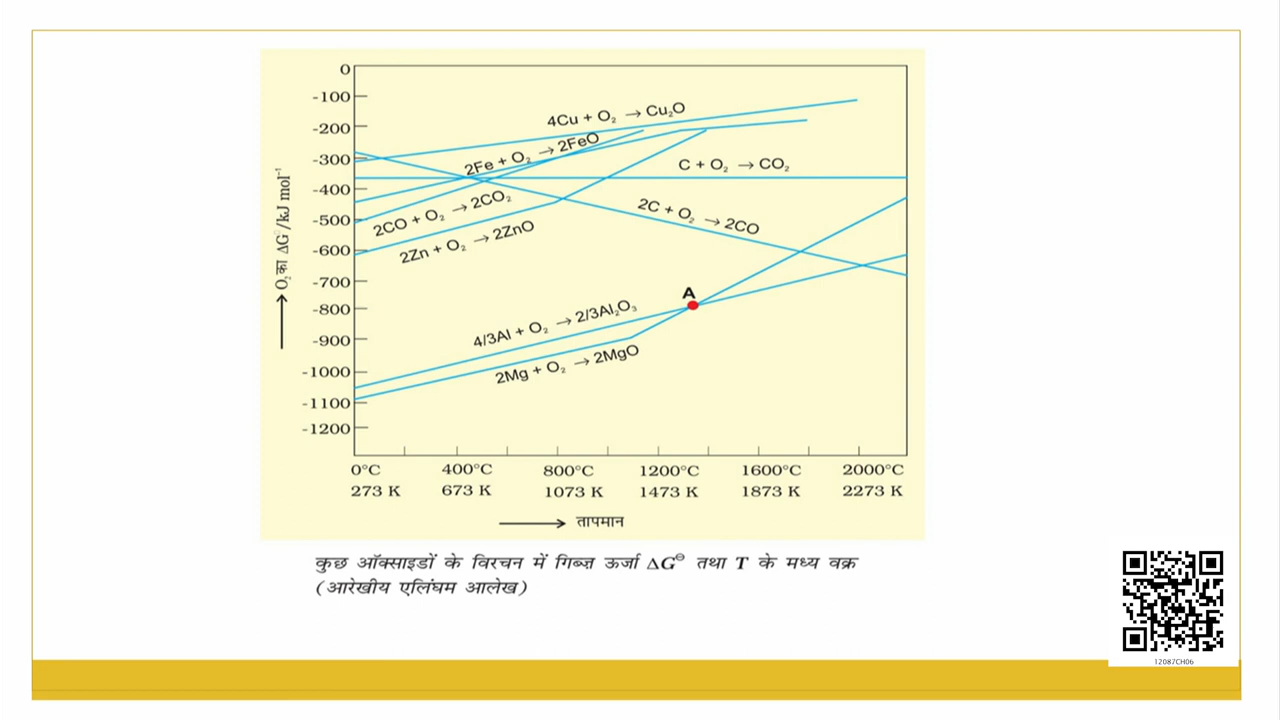 0
-100
-200
-300
-400
-500
-600
-700
-800
-900
-1000
-1100
-1200
O₂ का ΔG⊖/kJ mol⁻¹
4Cu + O₂ → Cu₂O
2Fe + O₂ → 2FeO
C + O₂ → CO₂
2CO + O₂ → 2CO₂
2C + O₂ → 2CO
2Zn + O₂ → 2ZnO
A
4/3Al + O₂ → 2/3Al₂O₃
2Mg + O₂ → 2MgO
0°C 400°C 800°C 1200°C 1600°C 2000°C
273 K 673 K 1073 K 1473 K 1873 K 2273 K
तापमान
कुछ ऑक्साइडों के विरचन में गिब्ज़ ऊर्जा ΔG⊖ तथा T के मध्य वक्र
(आरेखीय एलिंघम आलेख)
12087CH06